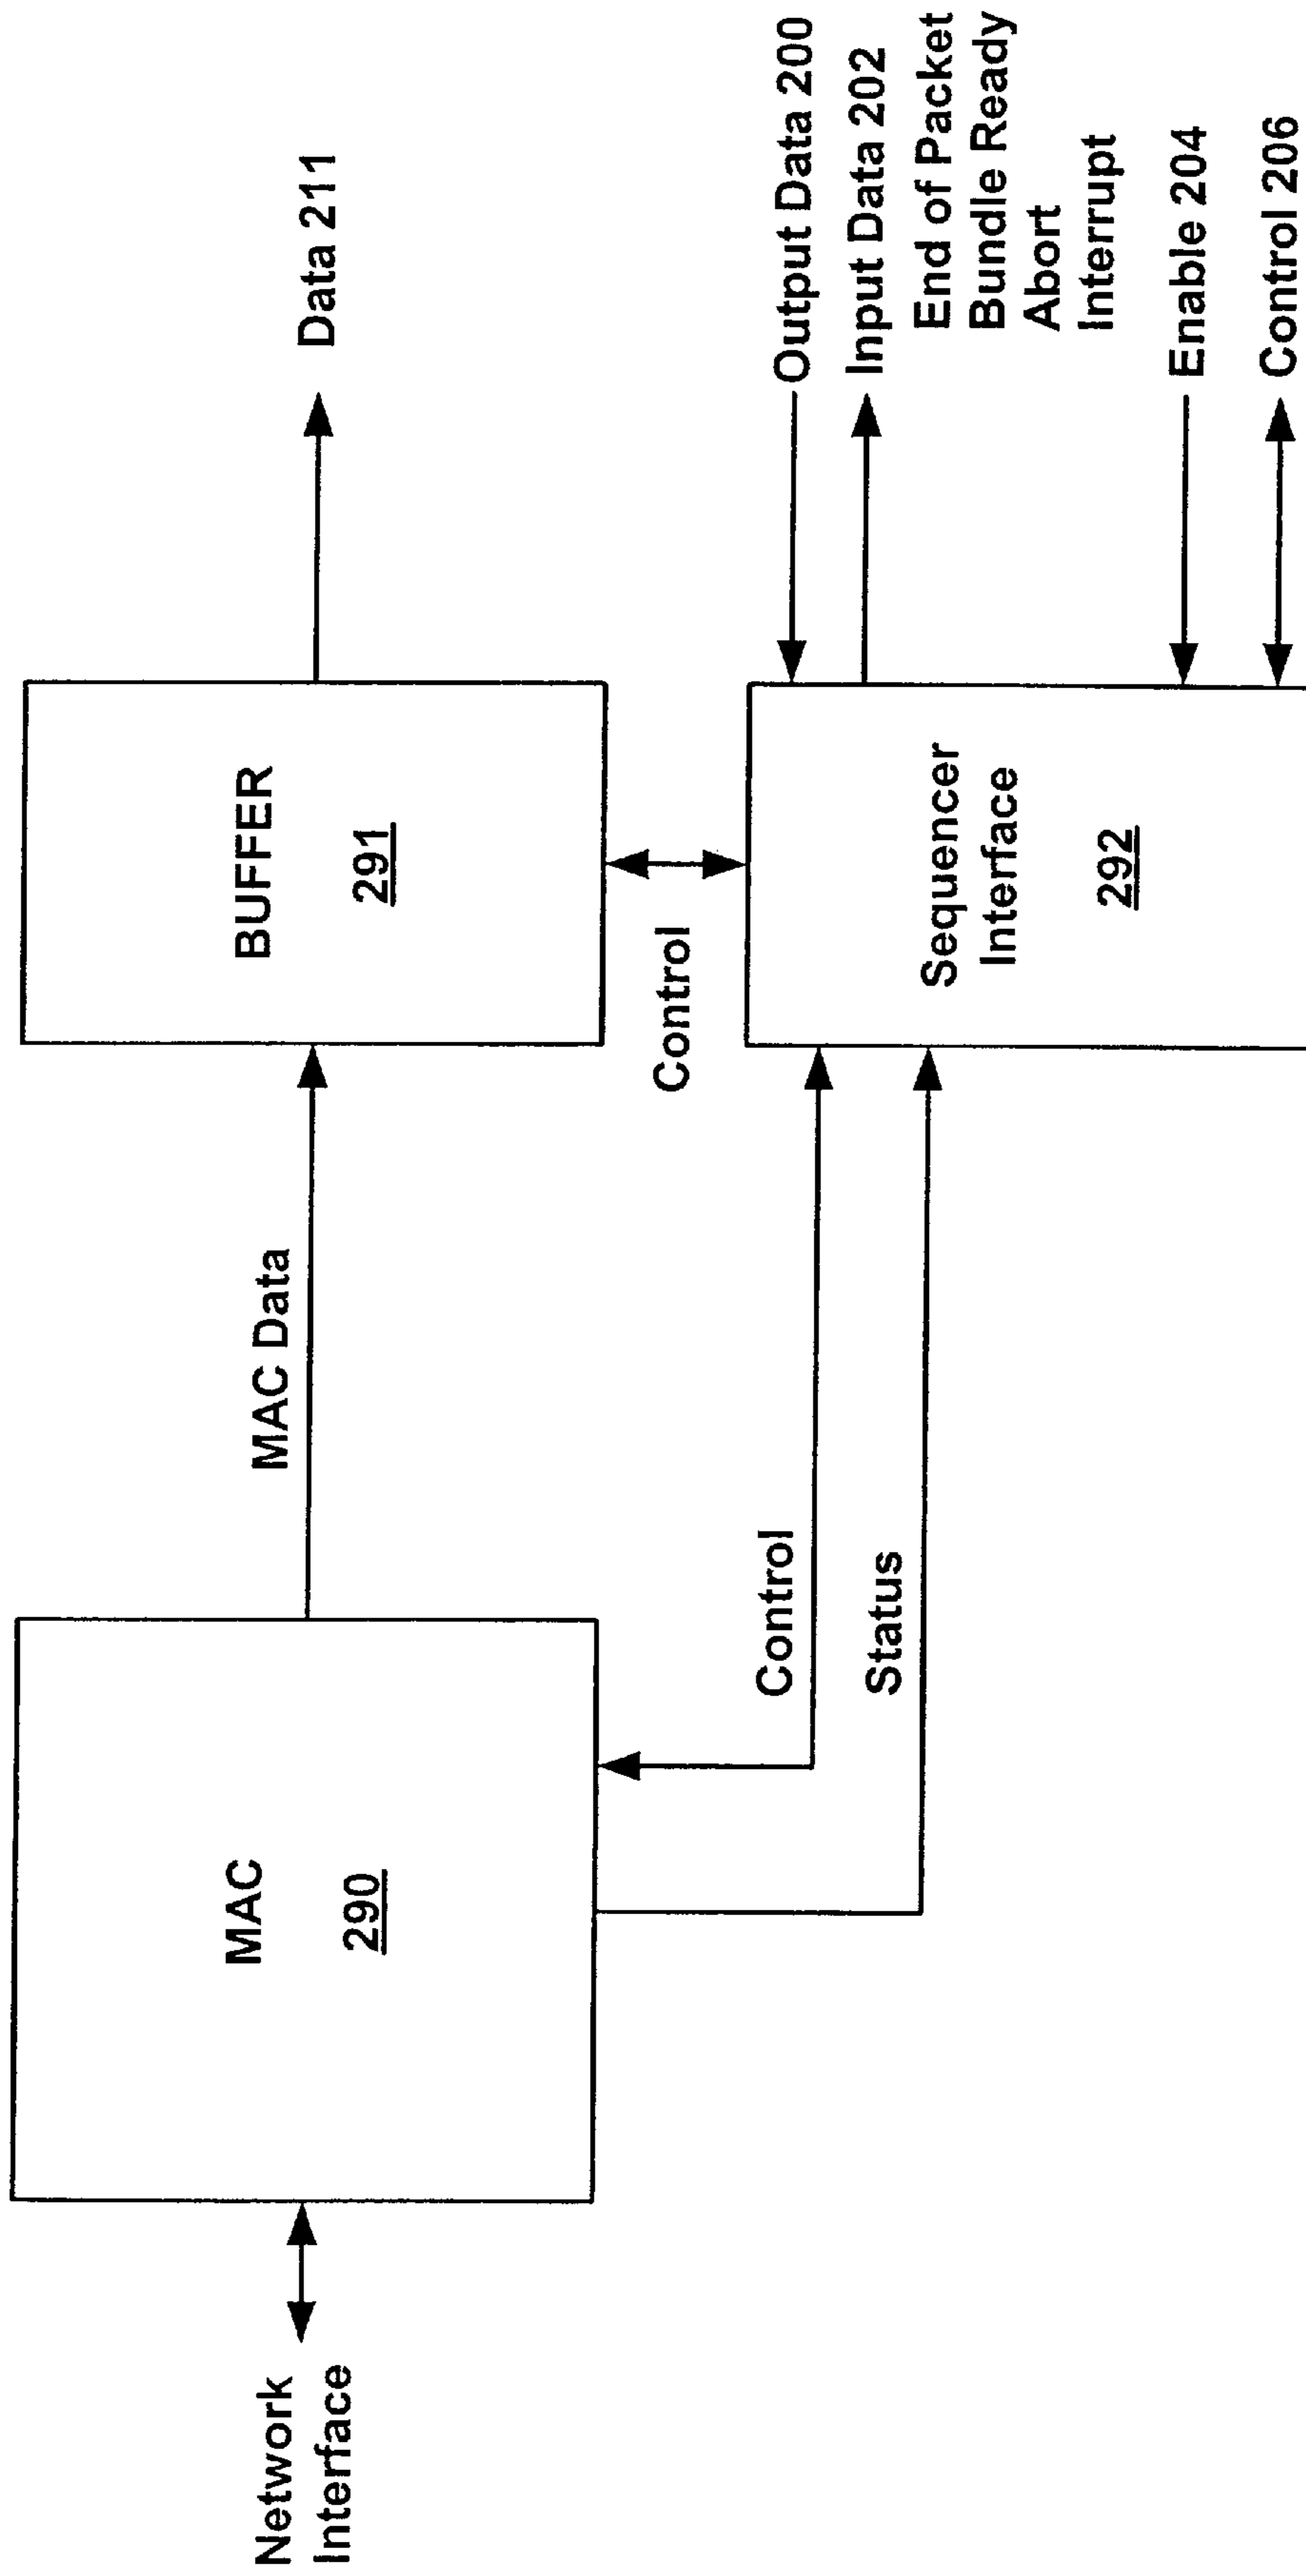 Network
Interface
MAC
290
MAC Data
Control
Status
BUFFER
291
Control
Sequencer
Interface
292
Data 211
Output Data 200
Input Data 202
End of Packet
Bundle Ready
Abort
Interrupt
Enable 204
Control 206